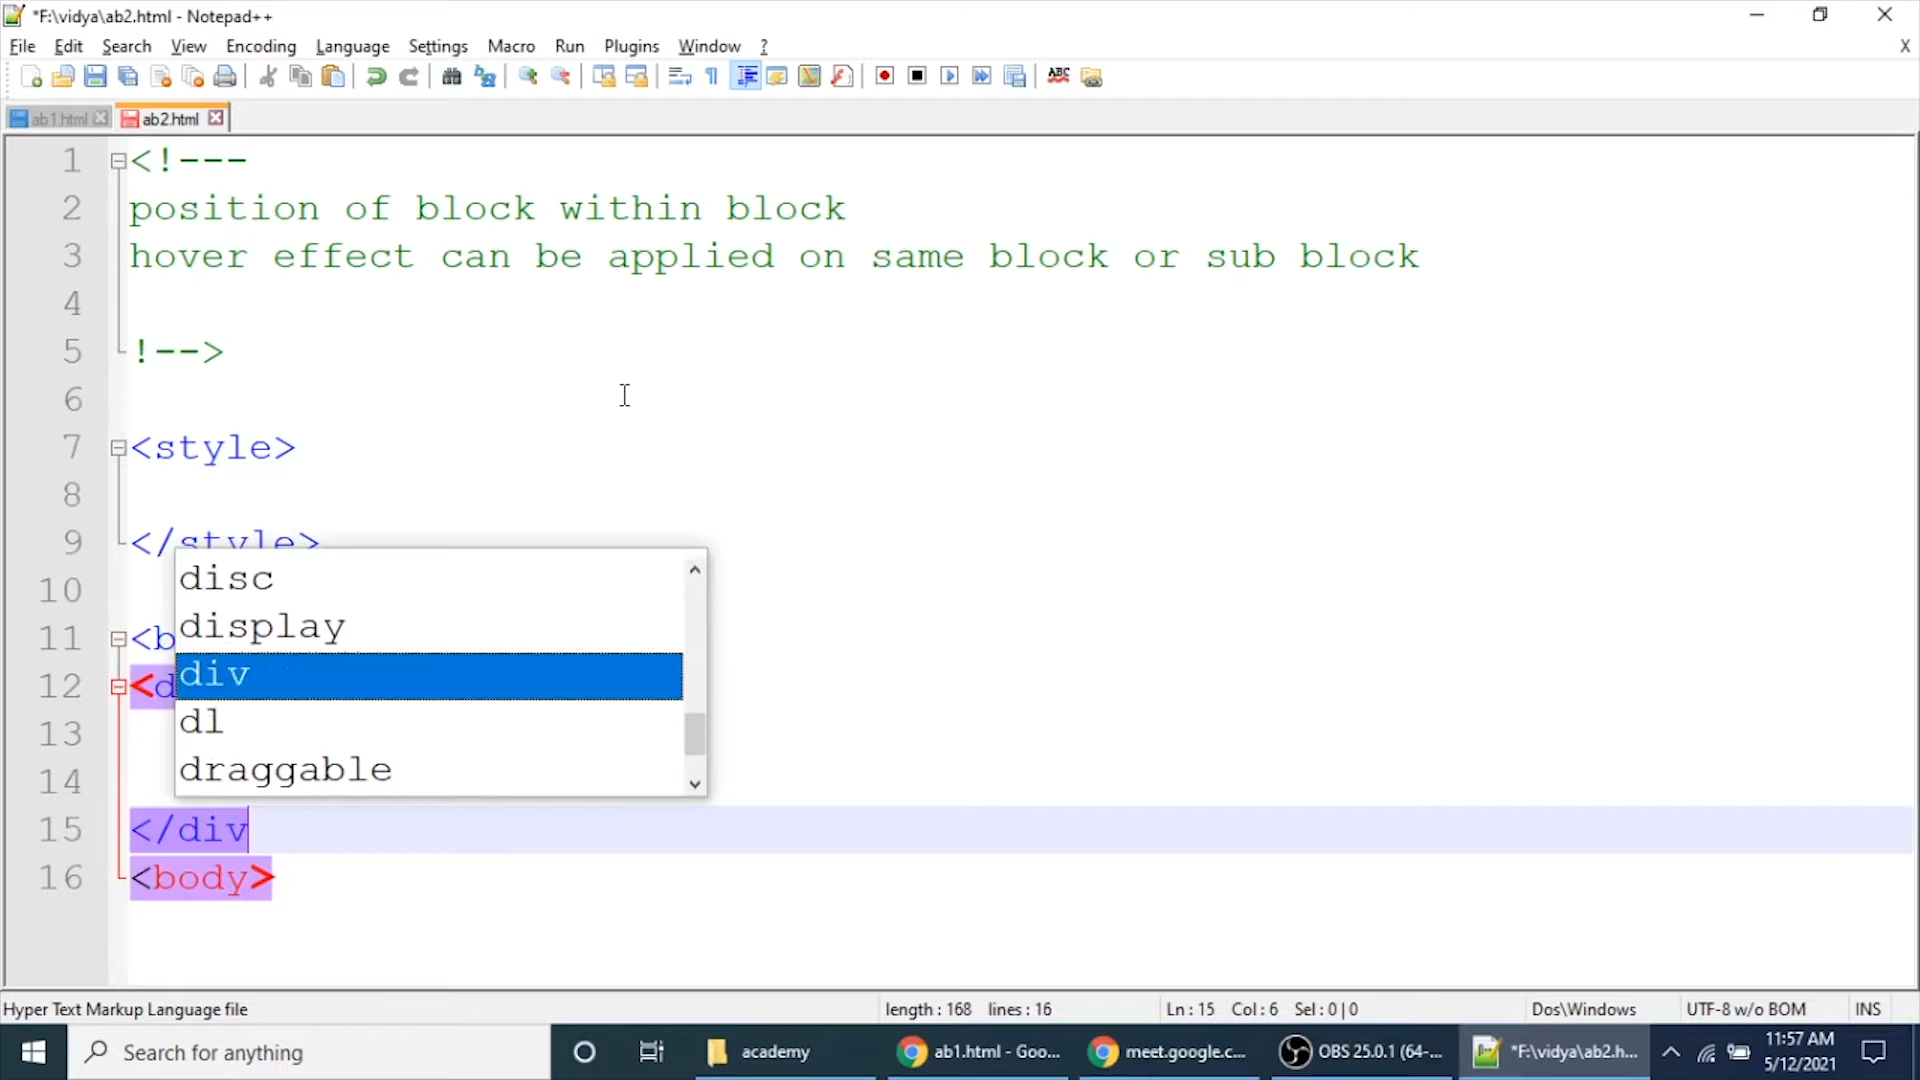 *F:\vidya\ab2.html - Notepad++
File Edit Search View Encoding Language Settings Macro Run Plugins Window ?
X
ABC
ab1.html ab2.html
1 <!---
2 position of block within block
3 hover effect can be applied on same block or sub block
4
5 !-->
6
7 <style>
8
9 </style>
10
11 <b
12 <d
13
14
disc
display
div
dl
draggable
15 </div
16 <body>
Hyper Text Markup Language file length : 168 lines : 16 Ln : 15 Col : 6 Sel : 0 | 0 Dos\Windows UTF-8 w/o BOM INS
Search for anything academy ab1.html - Goo... meet.google.c... OBS 25.0.1 (64-... *F:\vidya\ab2.h... 11:57 AM
5/12/2021